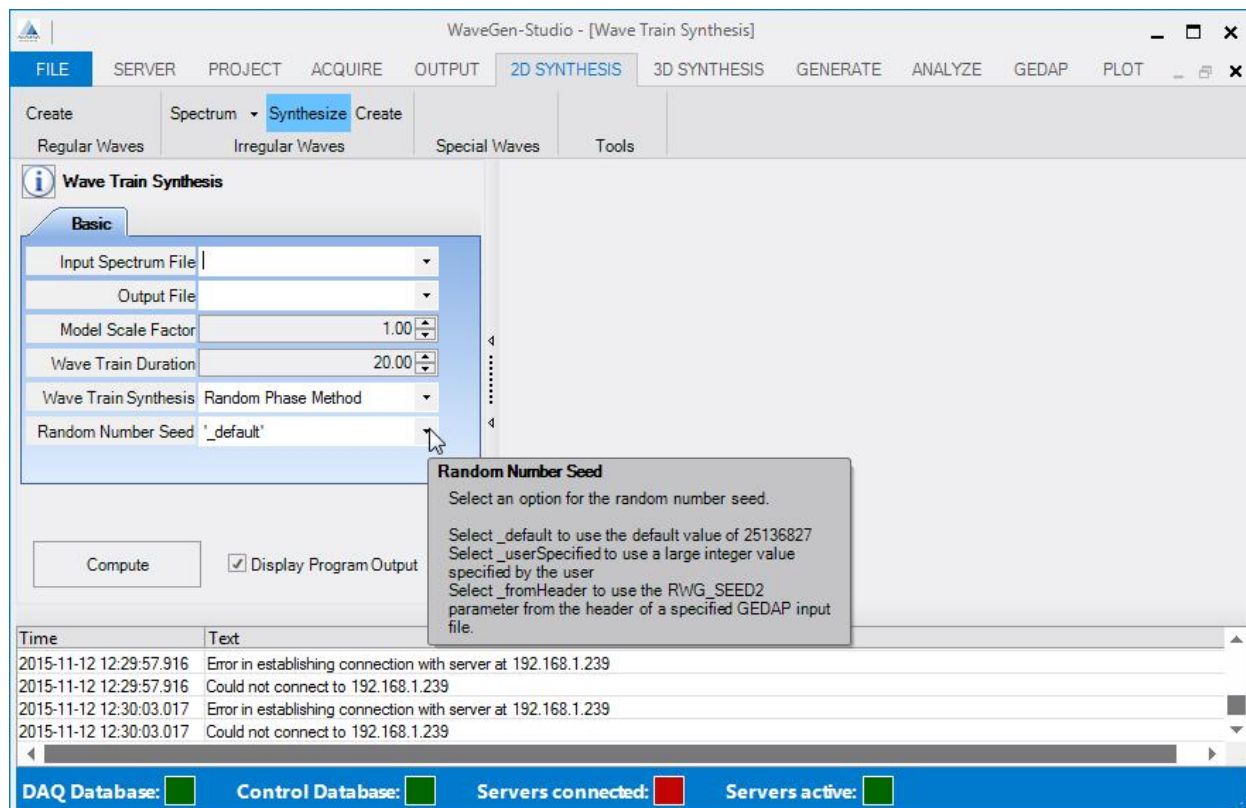 WaveGen-Studio - [Wave Train Synthesis]
FILE SERVER PROJECT ACQUIRE OUTPUT 2D SYNTHESIS 3D SYNTHESIS GENERATE ANALYZE GEDAP PLOT
Create Spectrum Synthesize Create
Regular Waves Irregular Waves Special Waves Tools
Wave Train Synthesis
Basic
Input Spectrum File
Output File
Model Scale Factor 1.00
Wave Train Duration 20.00
Wave Train Synthesis Random Phase Method
Random Number Seed '_default'
Random Number Seed
Select an option for the random number seed.
Select _default to use the default value of 25136827
Select _userSpecified to use a large integer value
specified by the user
Select _fromHeader to use the RWG_SEED2
parameter from the header of a specified GEDAP input
file.
Compute Display Program Output
Time Text
2015-11-12 12:29:57.916 Error in establishing connection with server at 192.168.1.239
2015-11-12 12:29:57.916 Could not connect to 192.168.1.239
2015-11-12 12:30:03.017 Error in establishing connection with server at 192.168.1.239
2015-11-12 12:30:03.017 Could not connect to 192.168.1.239
DAQ Database: Control Database: Servers connected: Servers active: